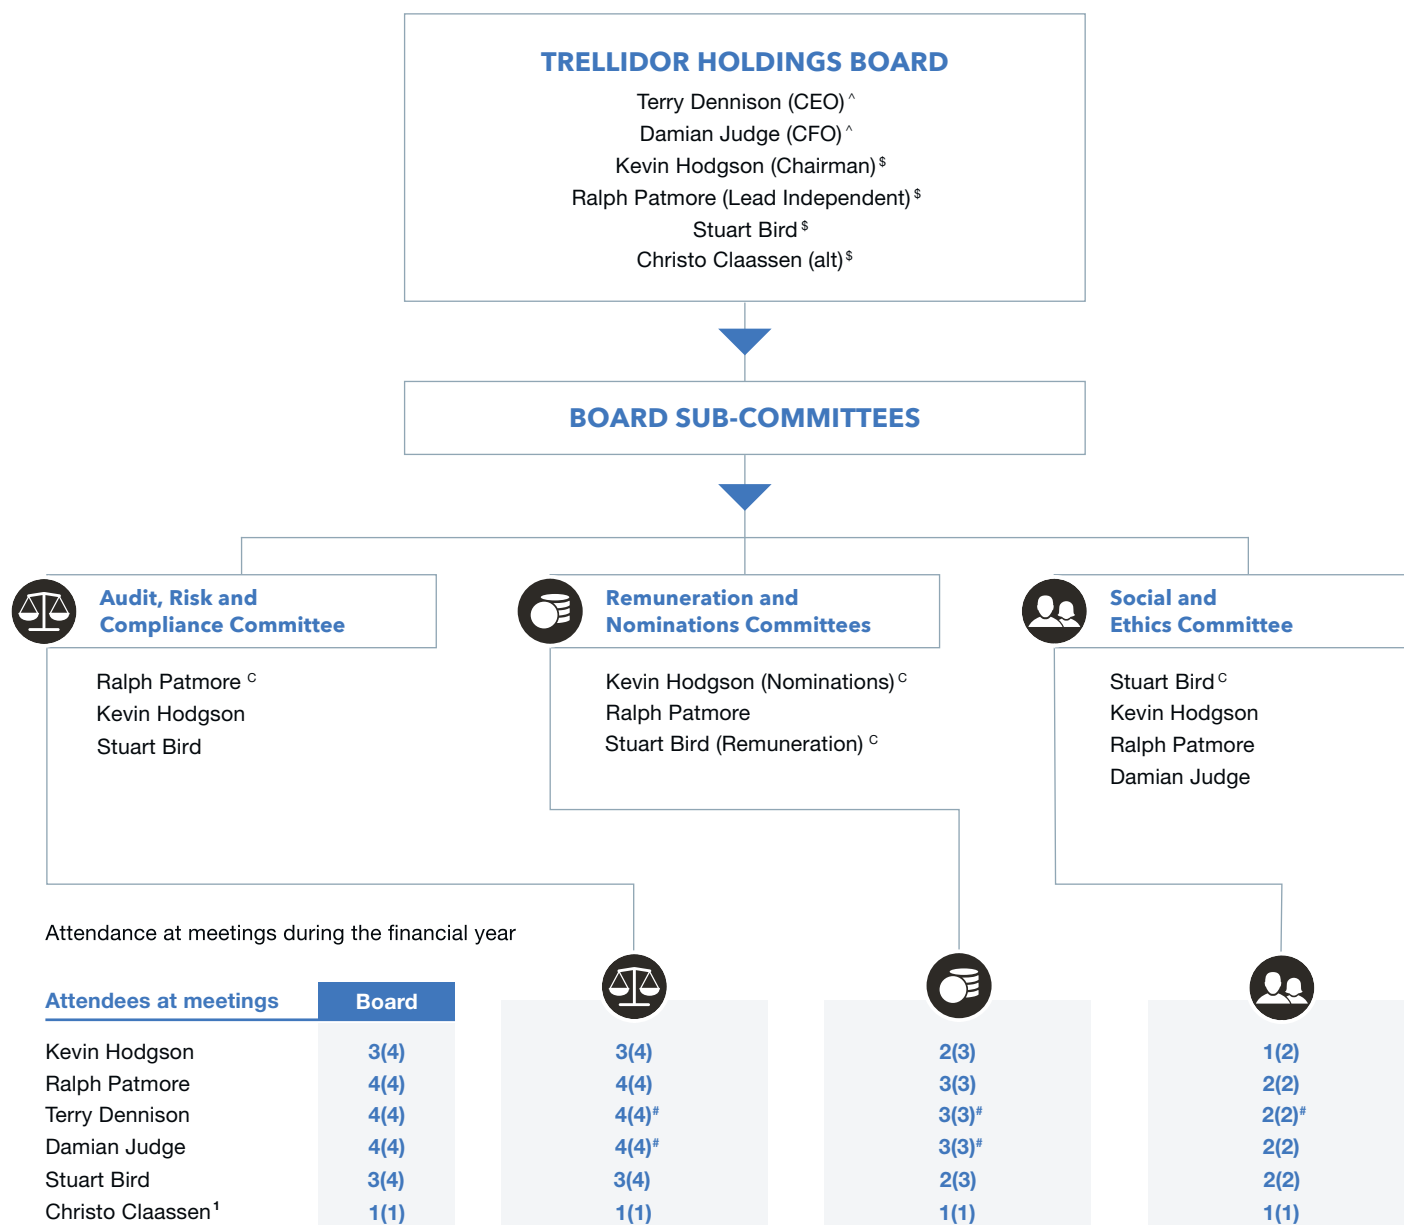 TRELLIDOR HOLDINGS BOARD
Terry Dennison (CEO) ^
Damian Judge (CFO) ^
Kevin Hodgson (Chairman) $
Ralph Patmore (Lead Independent) $
Stuart Bird $
Christo Claassen (alt) $
BOARD SUB-COMMITTEES
Audit, Risk and
Compliance Committee
Ralph Patmore C
Kevin Hodgson
Stuart Bird
Remuneration and
Nominations Committees
Kevin Hodgson (Nominations) C
Ralph Patmore
Stuart Bird (Remuneration) C
Social and
Ethics Committee
Stuart Bird C
Kevin Hodgson
Ralph Patmore
Damian Judge
Attendance at meetings during the financial year
Attendees at meetings Board
Kevin Hodgson 3(4) 3(4) 2(3) 1(2)
Ralph Patmore 4(4) 4(4) 3(3) 2(2)
Terry Dennison 4(4) 4(4)# 3(3)# 2(2)#
Damian Judge 4(4) 4(4)# 3(3)# 2(2)
Stuart Bird 3(4) 3(4) 2(3) 2(2)
Christo Claassen1 1(1) 1(1) 1(1) 1(1)